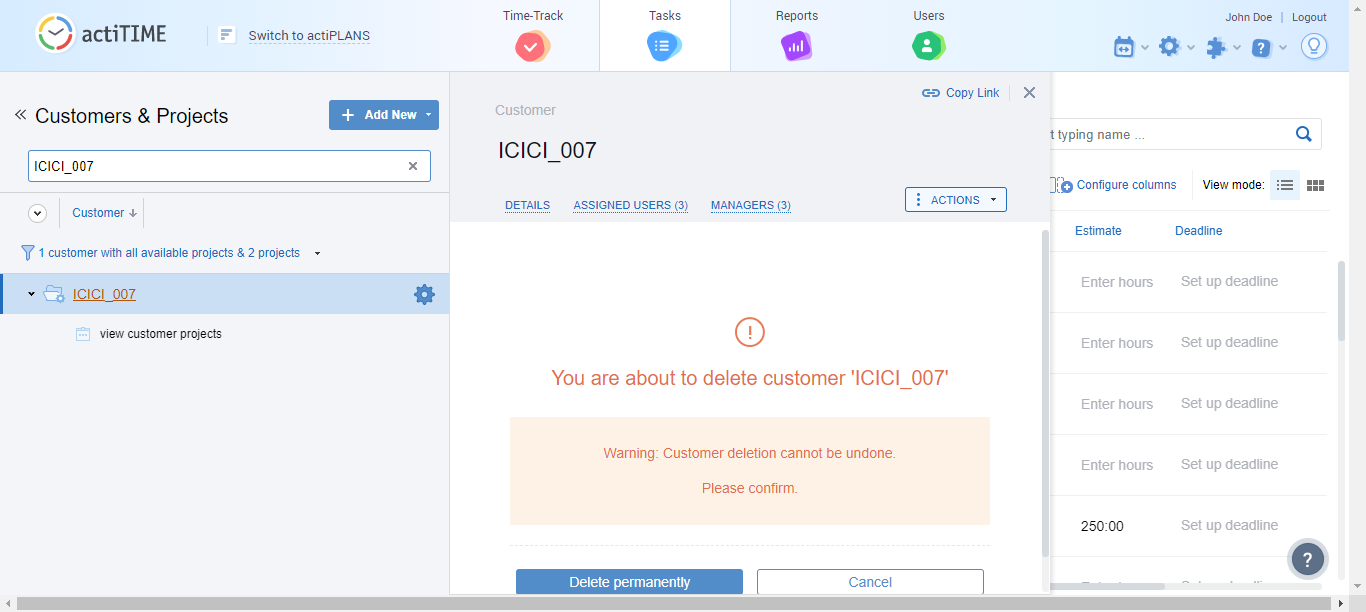 actiTIME
Switch to actiPLANS
Time-Track
Tasks
Reports
Users
John Doe | Logout
Customers & Projects
Add New
ICICI_007
Customer
1 customer with all available projects & 2 projects
ICICI_007
view customer projects
Copy Link
Customer
ICICI_007
DETAILS
ASSIGNED USERS (3)
MANAGERS (3)
ACTIONS
You are about to delete customer 'ICICI_007'
Warning: Customer deletion cannot be undone.
Please confirm.
Delete permanently
Cancel
typing name ...
Configure columns
View mode:
Estimate
Deadline
Enter hours
Set up deadline
Enter hours
Set up deadline
Enter hours
Set up deadline
Enter hours
Set up deadline
250:00
Set up deadline
?